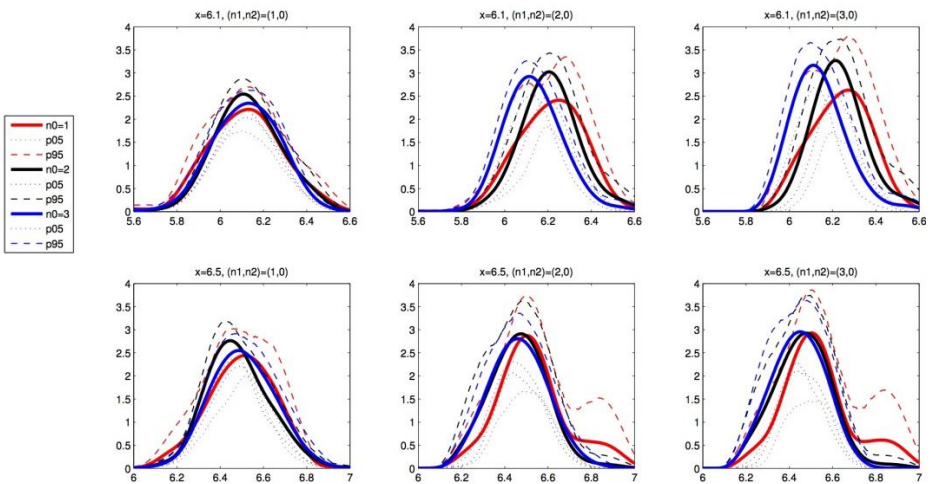 x=6.1, (n1,n2)=(1,0)
x=6.1, (n1,n2)=(2,0)
x=6.1, (n1,n2)=(3,0)
4
3.5
3
2.5
2
1.5
1
0.5
0
5.6 5.8 6 6.2 6.4 6.6
4
3.5
3
2.5
2
1.5
1
0.5
0
5.6 5.8 6 6.2 6.4 6.6
4
3.5
3
2.5
2
1.5
1
0.5
0
5.6 5.8 6 6.2 6.4 6.6
n0=1
p05
p95
n0=2
p05
p95
n0=3
p05
p95
x=6.5, (n1,n2)=(1,0)
x=6.5, (n1,n2)=(2,0)
x=6.5, (n1,n2)=(3,0)
4
3.5
3
2.5
2
1.5
1
0.5
0
6 6.2 6.4 6.6 6.8 7
4
3.5
3
2.5
2
1.5
1
0.5
0
6 6.2 6.4 6.6 6.8 7
4
3.5
3
2.5
2
1.5
1
0.5
0
6 6.2 6.4 6.6 6.8 7